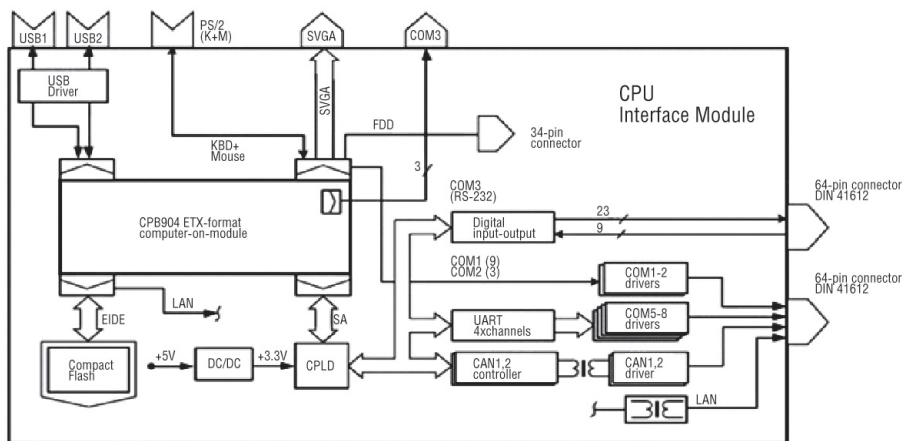 USB1
USB2
PS/2
(K+M)
SVGA
COM3
USB
Driver
SVGA
CPU
Interface Module
FDD
34-pin
connector
KBD+
Mouse
3
COM3
(RS-232)
64-pin connector
DIN 41612
CPB904 ETX-format
computer-on-module
Digital
input-output
23
9
COM1 (9)
COM2 (3)
COM1-2
drivers
64-pin connector
DIN 41612
LAN
EIDE
SA
UART
4xchannels
COM5-8
drivers
Compact
Flash
+5V
DC/DC
+3.3V
CPLD
CAN1,2
controller
CAN1,2
driver
LAN